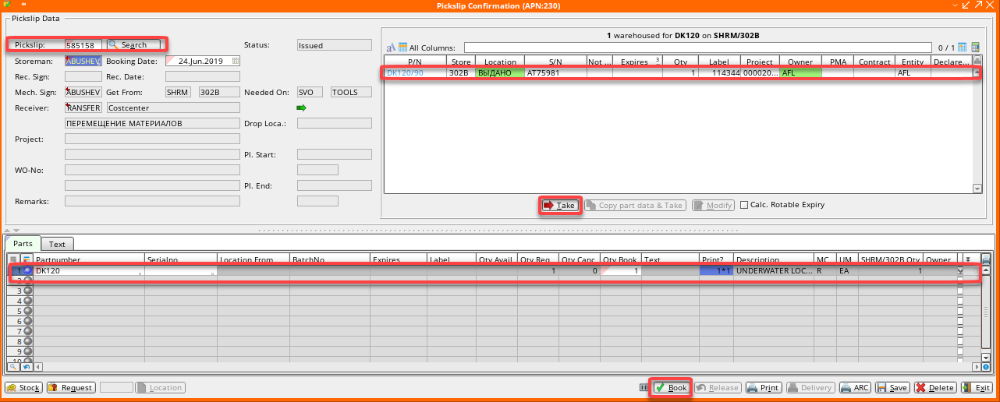 Pickslip Confirmation (APN:230)
Pickslip Data
Pickslip: 585158 Search Status: Issued
Storeman: ABUSHEV Booking Date: 24.Jun.2019
Rec. Sign: Rec. Date:
Mech. Sign: ABUSHEV Get From: SHRM 302B Needed On: SVO TOOLS
Receiver: RANSFER Costcenter
ПЕРЕМЕЩЕНИЕ МАТЕРИАЛОВ Drop Loca.:
Project:
Pl. Start:
WO-No:
Pl. End:
Remarks:
1 warehoused for DK120 on SHRM/302B
All Columns: 0 / 1
P/N Store Location S/N Not ... Expires 3 Qty Label Project Owner PMA Contract Entity Declare...
DK120/90 302B ВЫДАНО AT75981 1 114344 000020... AFL AFL
Take Copy part data & Take Modify Calc. Rotable Expiry
Parts Text
Partnumber Serialno Location From BatchNo Expires Label Qty Avail Qty Req Qty Canc Qty Book Text Print? Description MC UM SHRM/302B Qty Owner
1 DK120 1 0 1 1*1 UNDERWATER LOC... R EA 1
2
3
4
5
6
7
8
9
10
Stock Request Location Book Release Print Delivery ARC Save Delete Exit